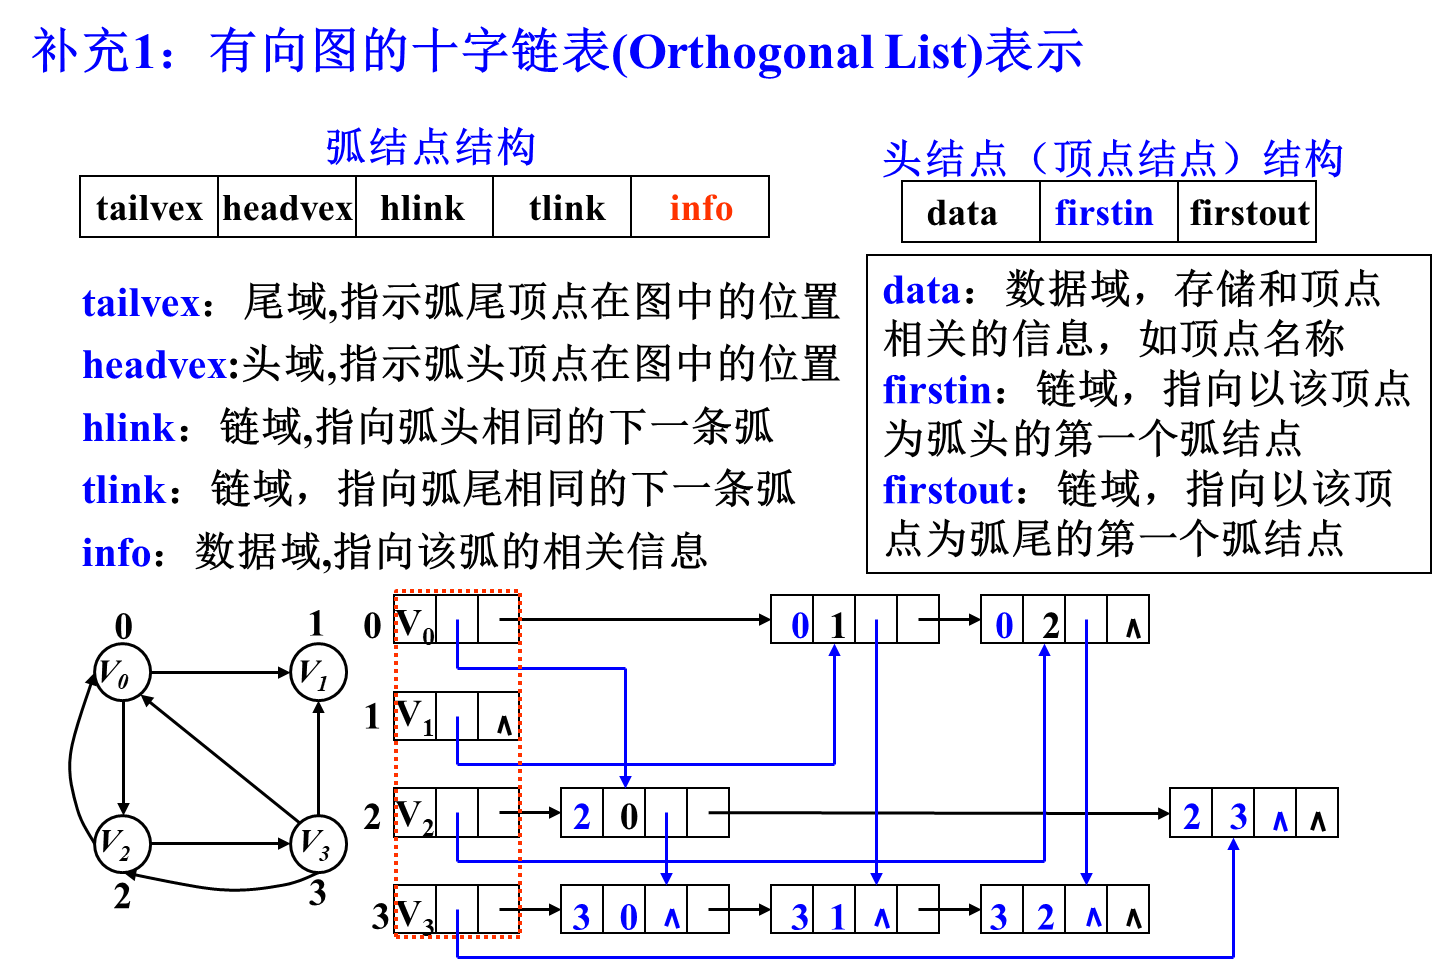 补充1：有向图的十字链表(Orthogonal List)表示
弧结点结构
tailvex headvex hlink tlink info
头结点（顶点结点）结构
data firstin firstout
tailvex：尾域,指示弧尾顶点在图中的位置
headvex:头域,指示弧头顶点在图中的位置
hlink：链域,指向弧头相同的下一条弧
tlink：链域，指向弧尾相同的下一条弧
info：数据域,指向该弧的相关信息
data：数据域，存储和顶点
相关的信息，如顶点名称
firstin：链域，指向以该顶点
为弧头的第一个弧结点
firstout：链域，指向以该顶
点为弧尾的第一个弧结点
0 1
V0 V1
V2 V3
2 3
0 V0 0 1 0 2 ∧
1 V1 ∧
2 V2 2 0 2 3 ∧ ∧
3 V3 3 0 ∧ 3 1 ∧ 3 2 ∧ ∧